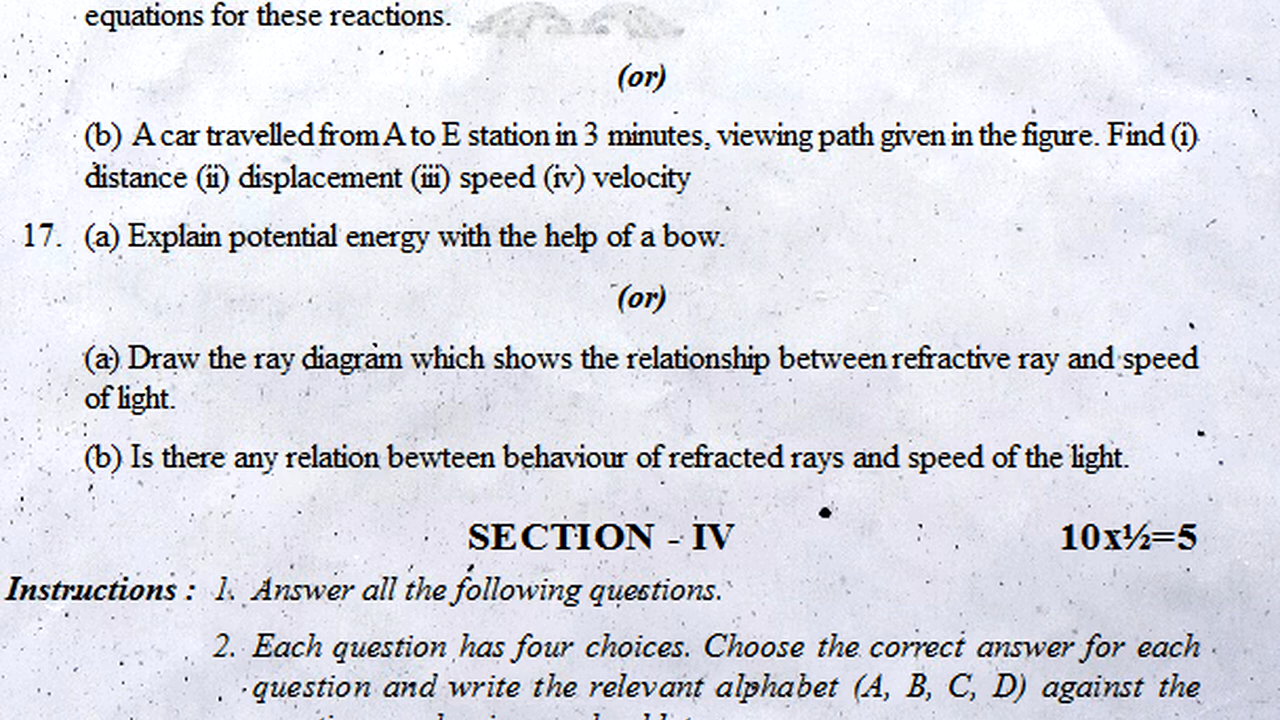 equations for these reactions.
(or)
(b) A car travelled from A to E station in 3 minutes, viewing path given in the figure. Find (i)
distance (ii) displacement (iii) speed (iv) velocity
17. (a) Explain potential energy with the help of a bow.
(or)
(a) Draw the ray diagram which shows the relationship between refractive ray and speed
of light.
(b) Is there any relation bewteen behaviour of refracted rays and speed of the light.
SECTION - IV 10x½=5
Instructions : 1. Answer all the following questions.
2. Each question has four choices. Choose the correct answer for each
question and write the relevant alphabet (A, B, C, D) against the